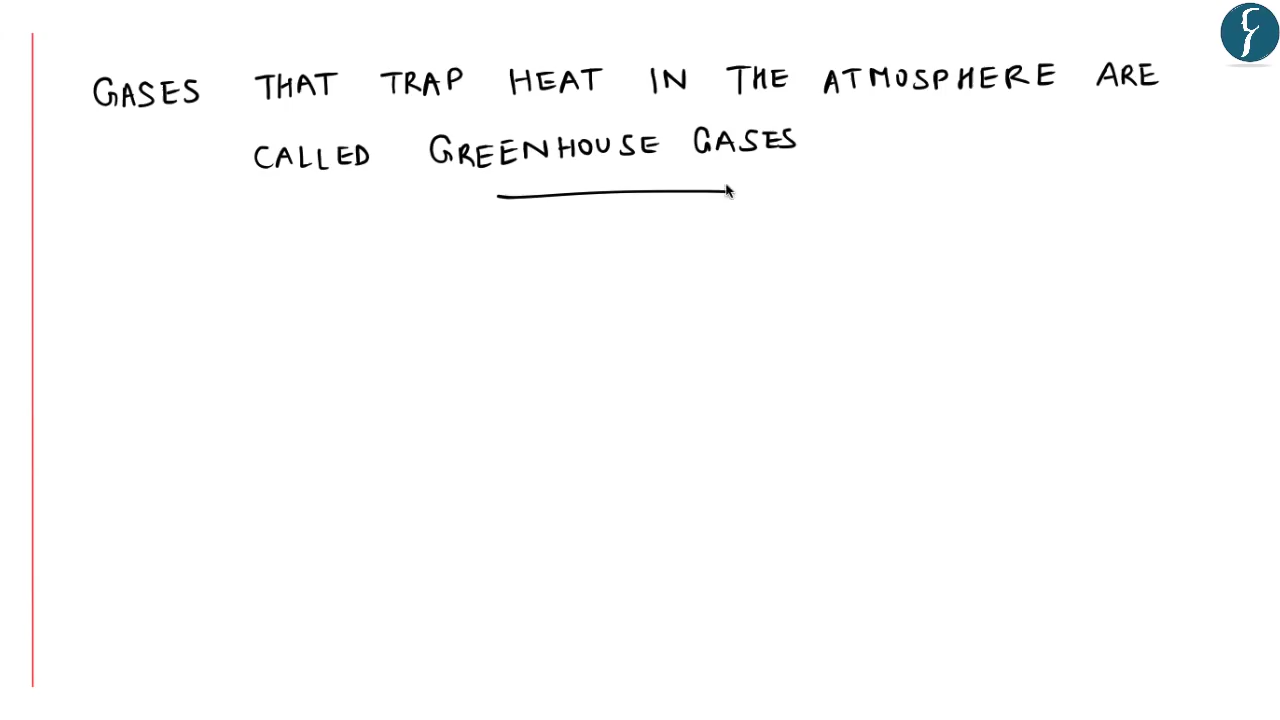 GASES THAT TRAP HEAT IN THE ATMOSPHERE ARE
CALLED GREENHOUSE GASES